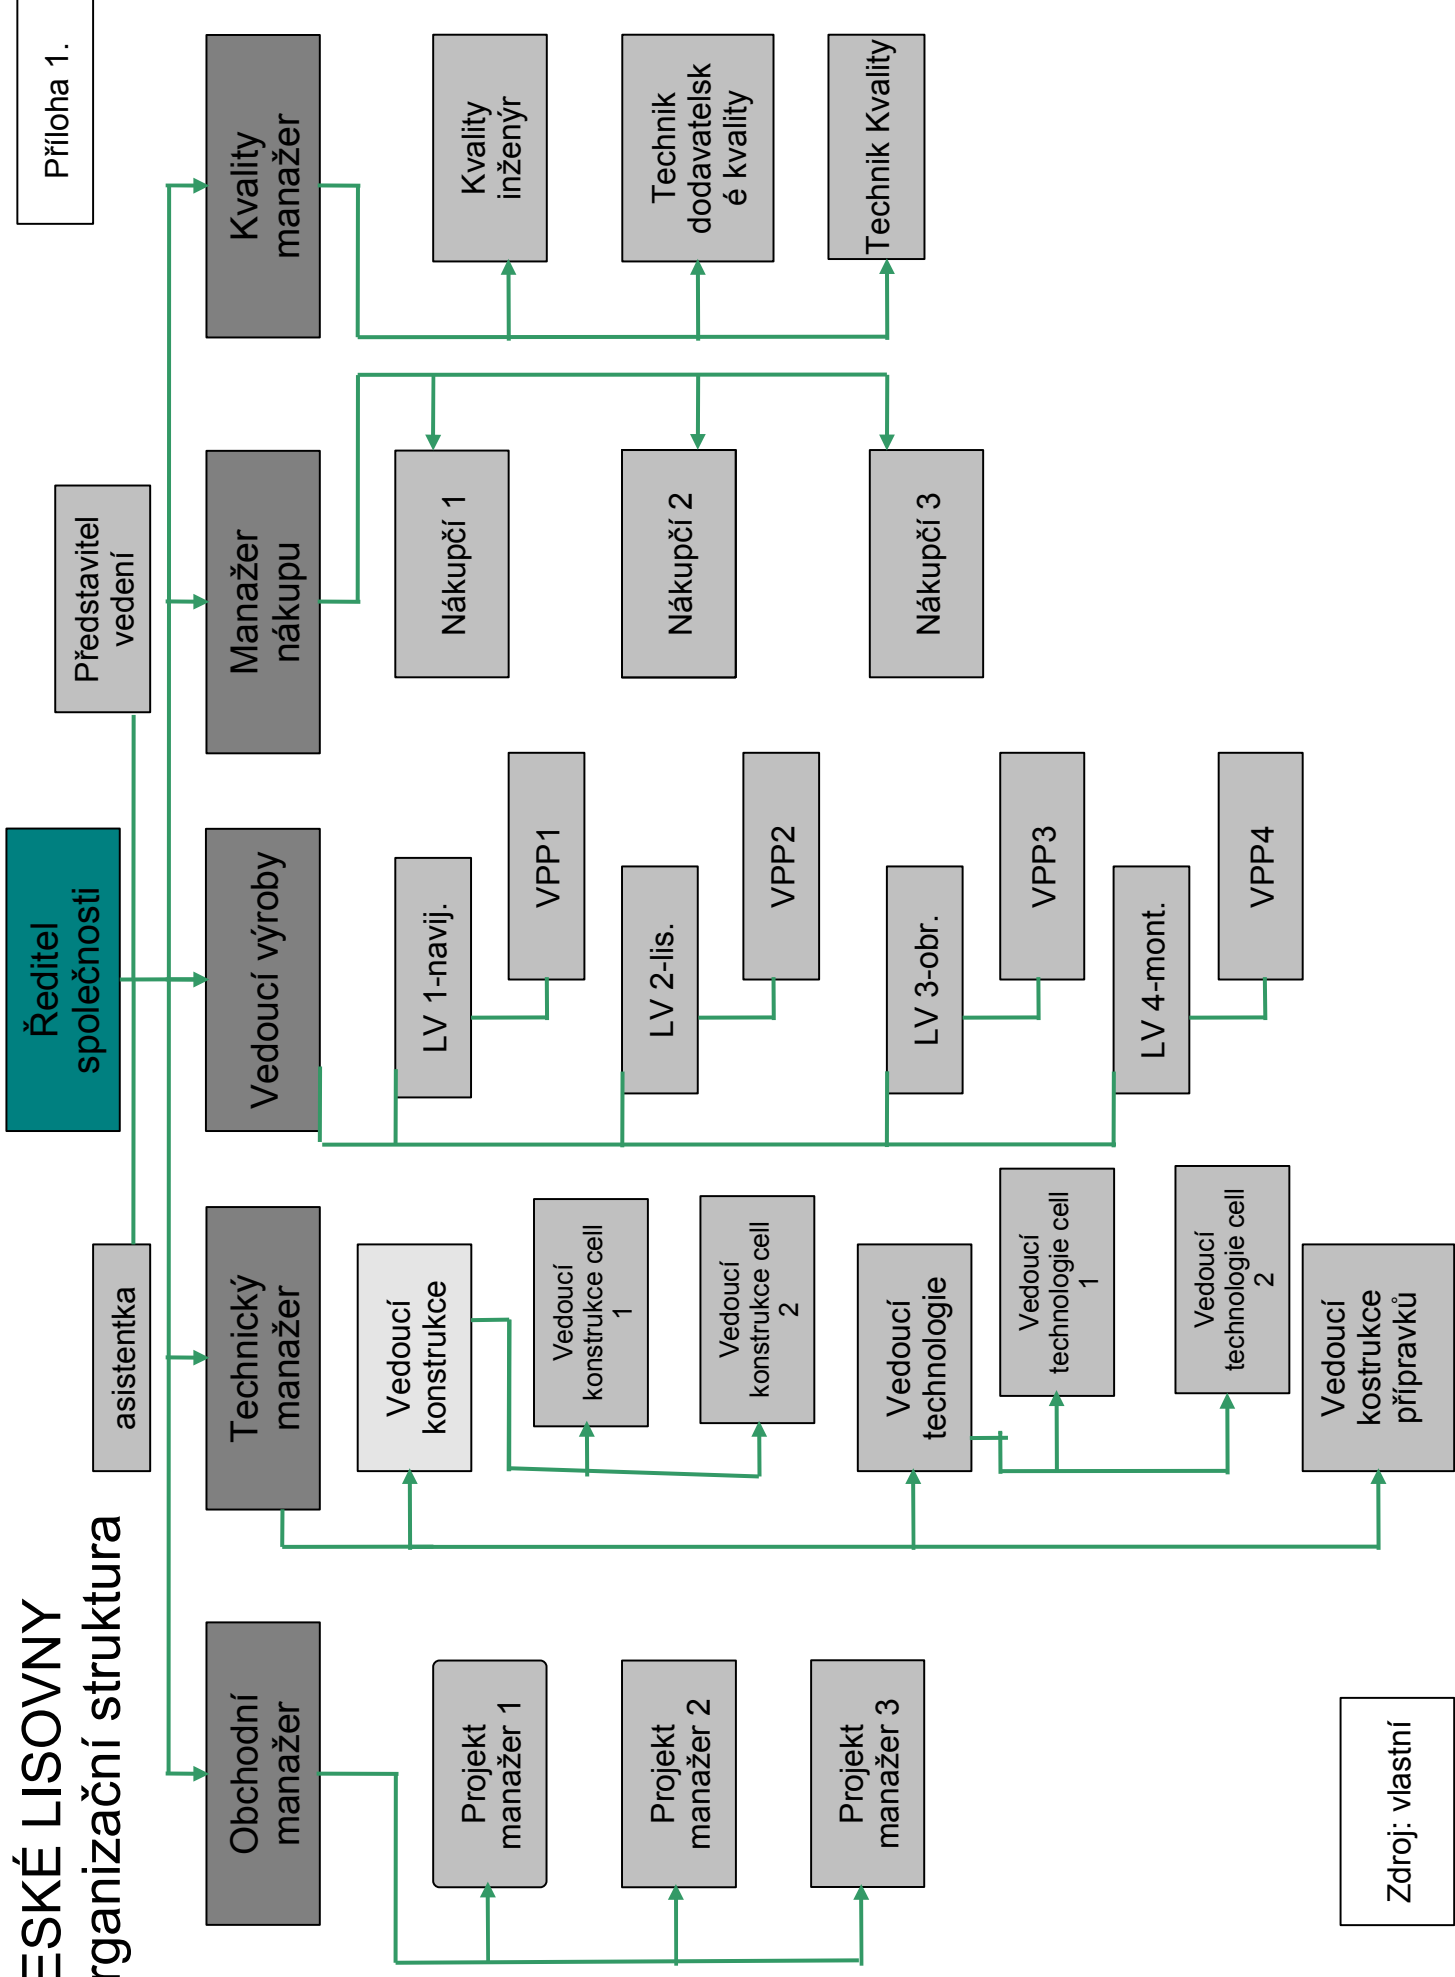 ESKÉ LISOVNY
rganizační struktura
Příloha 1.
Ředitel
společnosti
asistentka
Představitel
vedení
Obchodní
manažer
Technický
manažer
Vedoucí výroby
Manažer
nákupu
Kvality
manažer
Projekt
manažer 1
Projekt
manažer 2
Projekt
manažer 3
Vedoucí
konstrukce
Vedoucí
konstrukce cell
1
Vedoucí
konstrukce cell
2
Vedoucí
technologie
Vedoucí
technologie cell
1
Vedoucí
technologie cell
2
Vedoucí
kostrukce
přípravků
LV 1-navij.
VPP1
LV 2-lis.
VPP2
LV 3-obr.
VPP3
LV 4-mont.
VPP4
Nákupčí 1
Nákupčí 2
Nákupčí 3
Kvality
inženýr
Technik
dodavatelsk
é kvality
Technik Kvality
Zdroj: vlastní